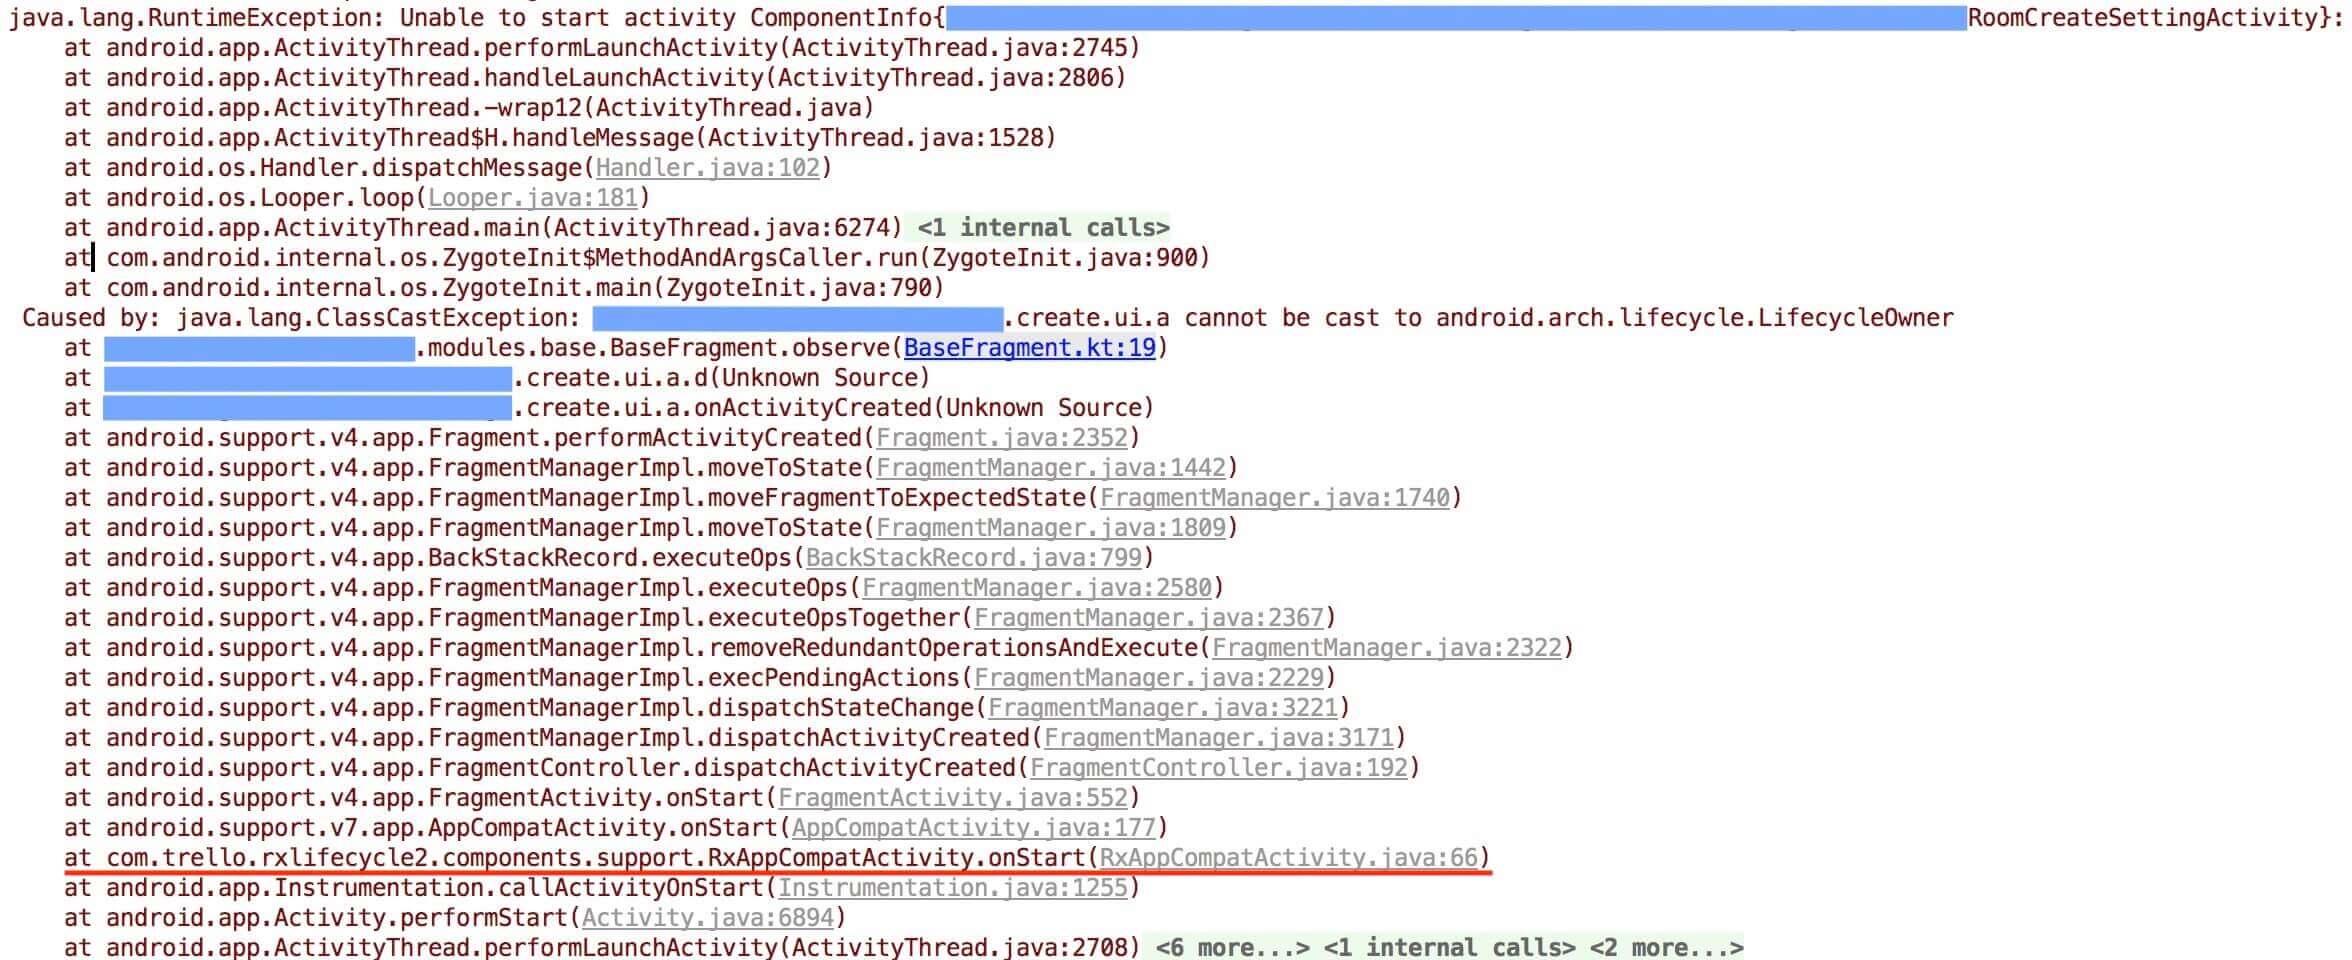 java.lang.RuntimeException: Unable to start activity ComponentInfo{RoomCreateSettingActivity}:
at android.app.ActivityThread.performLaunchActivity(ActivityThread.java:2745)
at android.app.ActivityThread.handleLaunchActivity(ActivityThread.java:2806)
at android.app.ActivityThread.-wrap12(ActivityThread.java)
at android.app.ActivityThread$H.handleMessage(ActivityThread.java:1528)
at android.os.Handler.dispatchMessage(Handler.java:102)
at android.os.Looper.loop(Looper.java:181)
at android.app.ActivityThread.main(ActivityThread.java:6274) <1 internal calls>
at com.android.internal.os.ZygoteInit$MethodAndArgsCaller.run(ZygoteInit.java:900)
at com.android.internal.os.ZygoteInit.main(ZygoteInit.java:790)
Caused by: java.lang.ClassCastException: .create.ui.a cannot be cast to android.arch.lifecycle.LifecycleOwner
at .modules.base.BaseFragment.observe(BaseFragment.kt:19)
at .create.ui.a.d(Unknown Source)
at .create.ui.a.onActivityCreated(Unknown Source)
at android.support.v4.app.Fragment.performActivityCreated(Fragment.java:2352)
at android.support.v4.app.FragmentManagerImpl.moveToState(FragmentManager.java:1442)
at android.support.v4.app.FragmentManagerImpl.moveFragmentToExpectedState(FragmentManager.java:1740)
at android.support.v4.app.FragmentManagerImpl.moveToState(FragmentManager.java:1809)
at android.support.v4.app.BackStackRecord.executeOps(BackStackRecord.java:799)
at android.support.v4.app.FragmentManagerImpl.executeOps(FragmentManager.java:2580)
at android.support.v4.app.FragmentManagerImpl.executeOpsTogether(FragmentManager.java:2367)
at android.support.v4.app.FragmentManagerImpl.removeRedundantOperationsAndExecute(FragmentManager.java:2322)
at android.support.v4.app.FragmentManagerImpl.execPendingActions(FragmentManager.java:2229)
at android.support.v4.app.FragmentManagerImpl.dispatchStateChange(FragmentManager.java:3221)
at android.support.v4.app.FragmentManagerImpl.dispatchActivityCreated(FragmentManager.java:3171)
at android.support.v4.app.FragmentController.dispatchActivityCreated(FragmentController.java:192)
at android.support.v4.app.FragmentActivity.onStart(FragmentActivity.java:552)
at android.support.v7.app.AppCompatActivity.onStart(AppCompatActivity.java:177)
at com.trello.rxlifecycle2.components.support.RxAppCompatActivity.onStart(RxAppCompatActivity.java:66)
at android.app.Instrumentation.callActivityOnStart(Instrumentation.java:1255)
at android.app.Activity.performStart(Activity.java:6894)
at android.app.ActivityThread.performLaunchActivity(ActivityThread.java:2708) <6 more...> <1 internal calls> <2 more...>